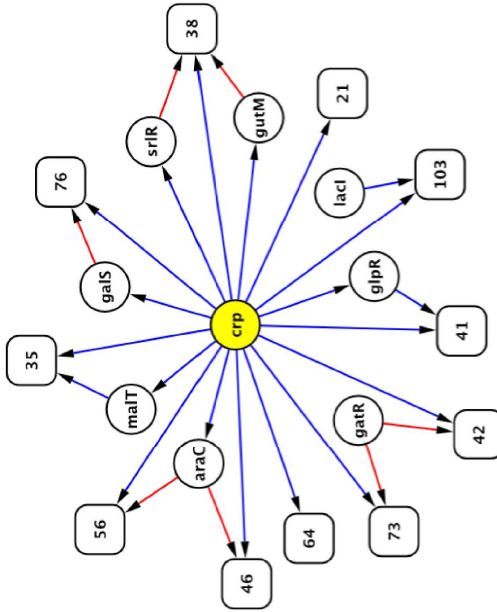 38
21
gutM
srlR
103
lacI
76
galS
glpR
41
crp
35
malT
gatR
42
araC
56
73
64
46